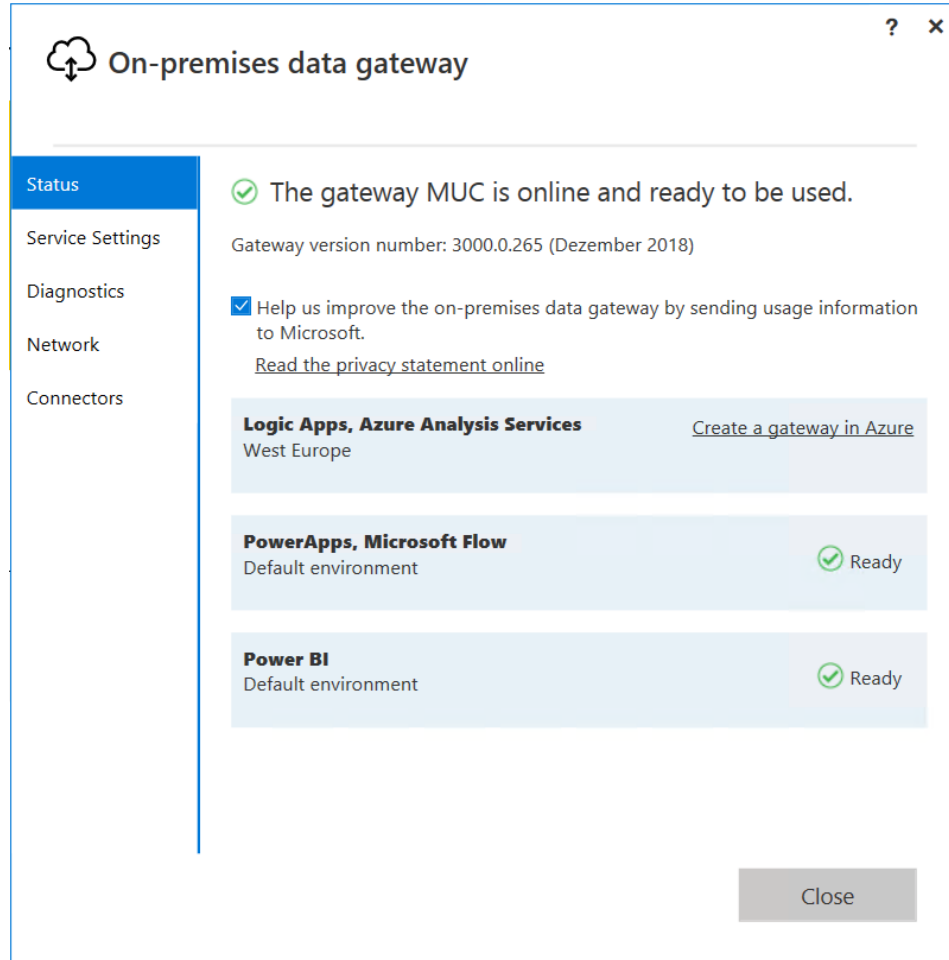 ? ×
On-premises data gateway
Status
Service Settings
Diagnostics
Network
Connectors
The gateway MUC is online and ready to be used.
Gateway version number: 3000.0.265 (Dezember 2018)
Help us improve the on-premises data gateway by sending usage information
to Microsoft.
Read the privacy statement online
Logic Apps, Azure Analysis Services
Create a gateway in Azure
West Europe
PowerApps, Microsoft Flow
Default environment
Ready
Power BI
Default environment
Ready
Close